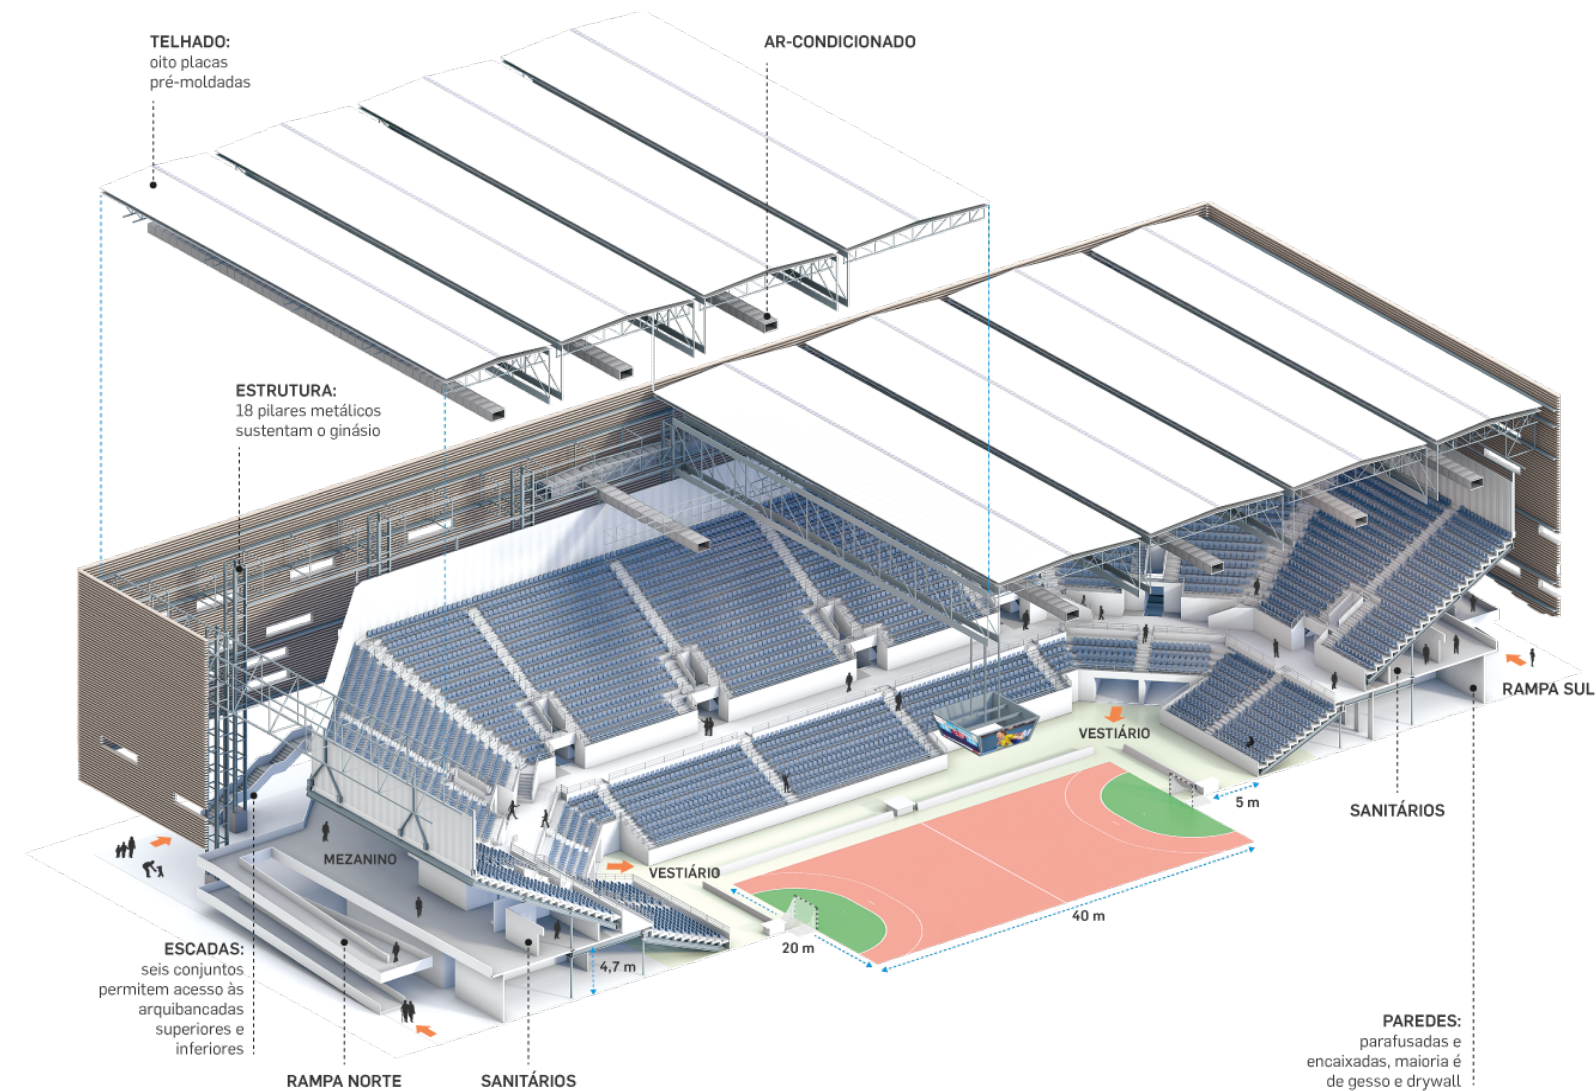 TELHADO:
oito placas
pré-moldadas
AR-CONDICIONADO
ESTRUTURA:
18 pilares metálicos
sustentam o ginásio
RAMPA SUL
VESTIÁRIO
5 m
SANITÁRIOS
MEZANINO
VESTIÁRIO
40 m
20 m
4,7 m
ESCADAS:
seis conjuntos
permitem acesso às
arquibancadas
superiores e
inferiores
RAMPA NORTE
SANITÁRIOS
PAREDES:
parafusadas e
encaixadas, maioria é
de gesso e drywall